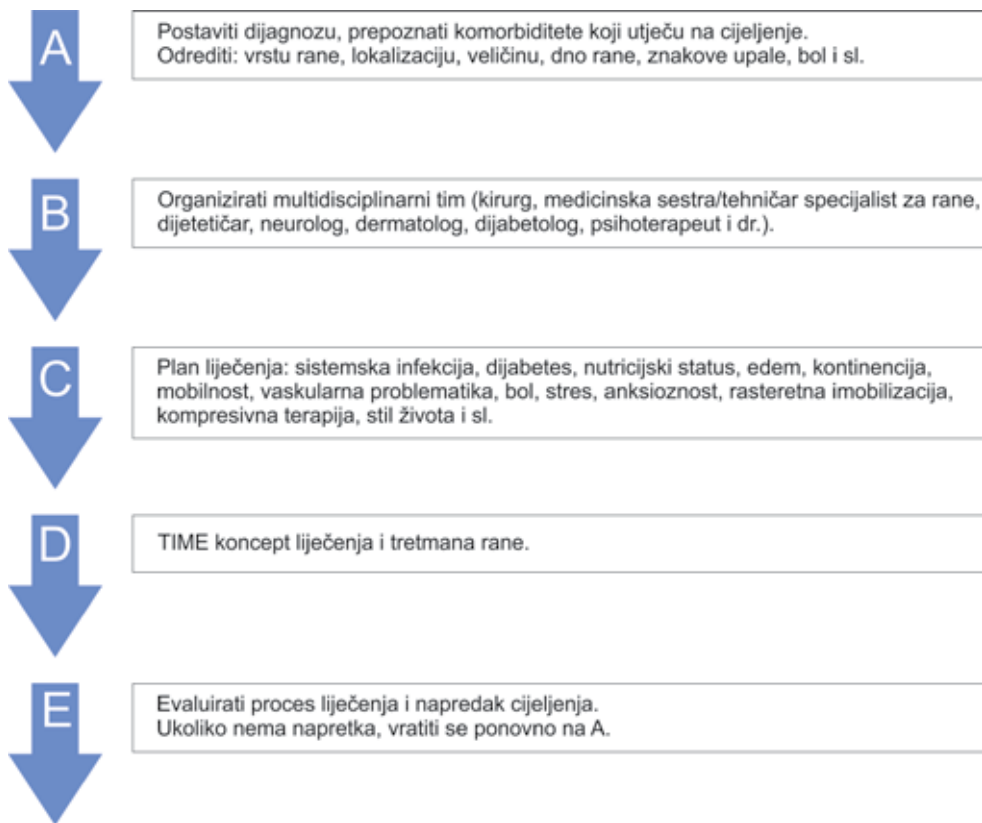 A
Postaviti dijagnozu, prepoznati komorbiditete koji utječu na cijeljenje.
Odrediti: vrstu rane, lokalizaciju, veličinu, dno rane, znakove upale, bol i sl.
B
Organizirati multidisciplinarni tim (kirurg, medicinska sestra/tehničar specijalist za rane,
dijetetičar, neurolog, dermatolog, dijabetolog, psihoterapeut i dr.).
C
Plan liječenja: sistemska infekcija, dijabetes, nutricijski status, edem, kontinencija,
mobilnost, vaskularna problematika, bol, stres, anksioznost, rasteretna imobilizacija,
kompresivna terapija, stil života i sl.
D
TIME koncept liječenja i tretmana rane.
E
Evaluirati proces liječenja i napredak cijeljenja.
Ukoliko nema napretka, vratiti se ponovno na A.